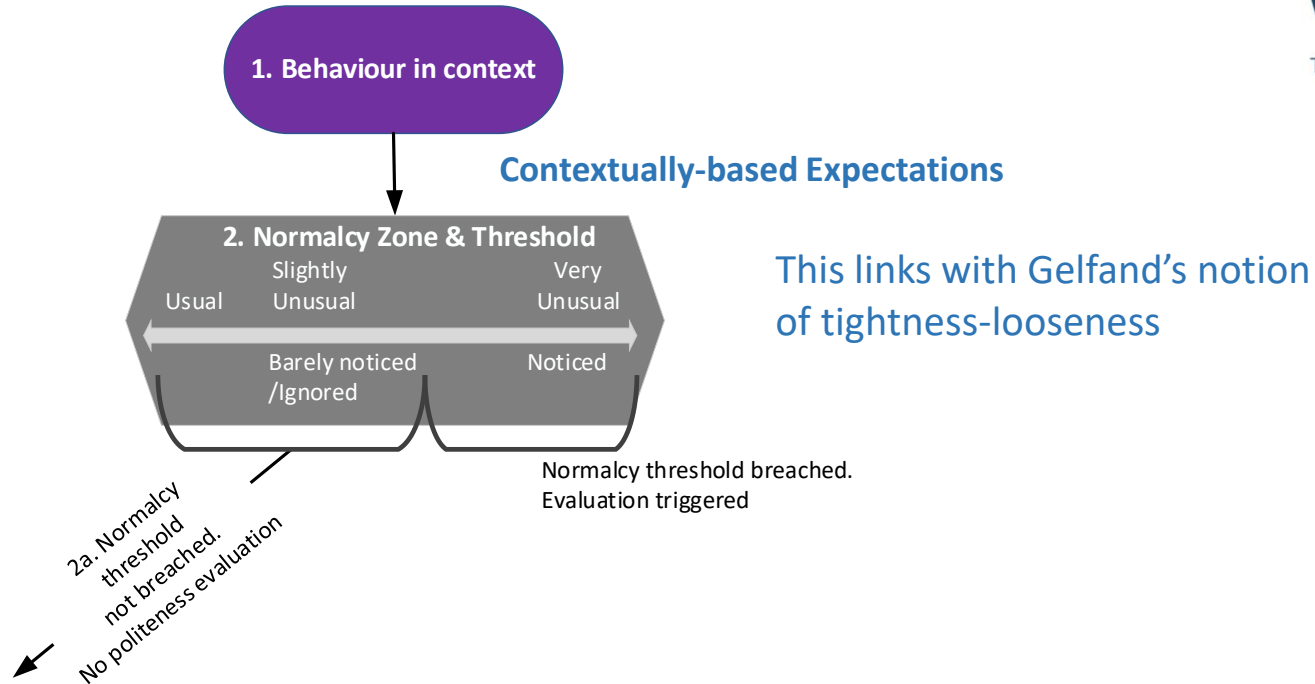 1. Behaviour in context
Contextually-based Expectations
2. Normalcy Zone & Threshold
Slightly
Very
Usual
Unusual
Unusual
This links with Gelfand’s notion
of tightness-looseness
Barely noticed
/Ignored
Noticed
Normalcy threshold breached.
Evaluation triggered
2a. Normalcy
threshold
not breached.
No politeness evaluation